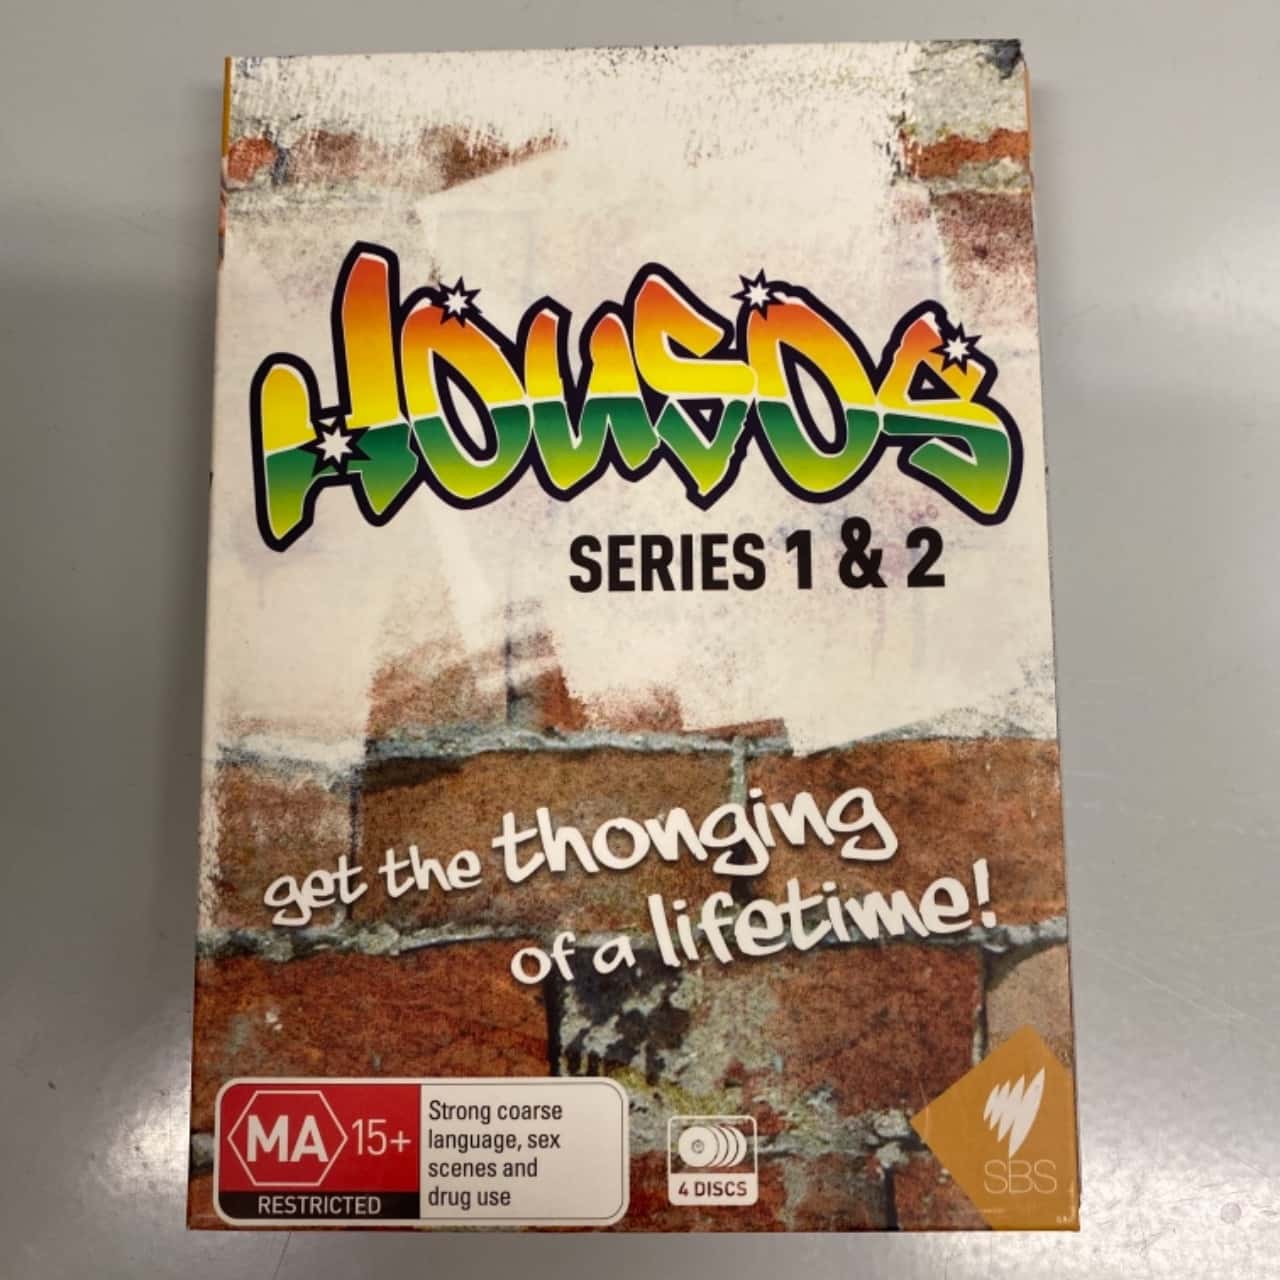 Housos
SERIES 1 & 2
get the thonging
of a lifetime!
MA 15+
RESTRICTED
Strong coarse
language, sex
scenes and
drug use
4 DISCS
SBS